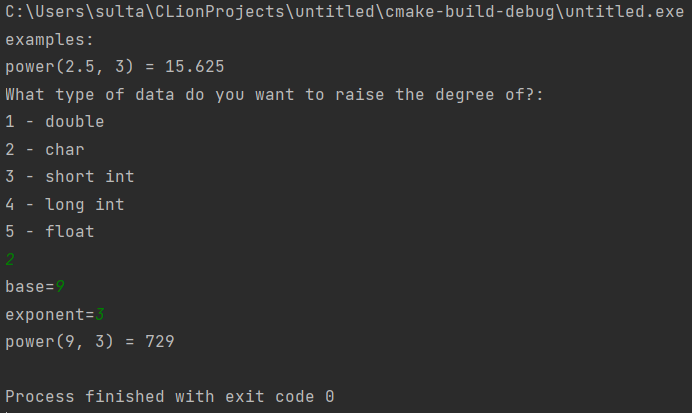 C:\Users\sulta\CLionProjects\untitled\cmake-build-debug\untitled.exe
examples:
power(2.5, 3) = 15.625
What type of data do you want to raise the degree of?:
1 - double
2 - char
3 - short int
4 - long int
5 - float
2
base=9
exponent=3
power(9, 3) = 729
Process finished with exit code 0